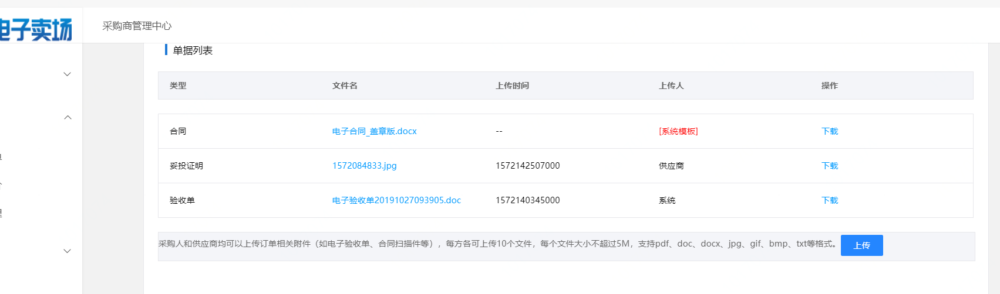 电子卖场
采购商管理中心
单据列表
类型 文件名 上传时间 上传人 操作
合同 电子合同_盖章版.docx -- [系统模板] 下载
妥投证明 1572084833.jpg 1572142507000 供应商 下载
验收单 电子验收单20191027093905.doc 1572140345000 系统 下载
采购人和供应商均可以上传订单相关附件（如电子验收单、合同扫描件等），每方各可上传10个文件，每个文件大小不超过5M，支持pdf、doc、docx、jpg、gif、bmp、txt等格式。 上传